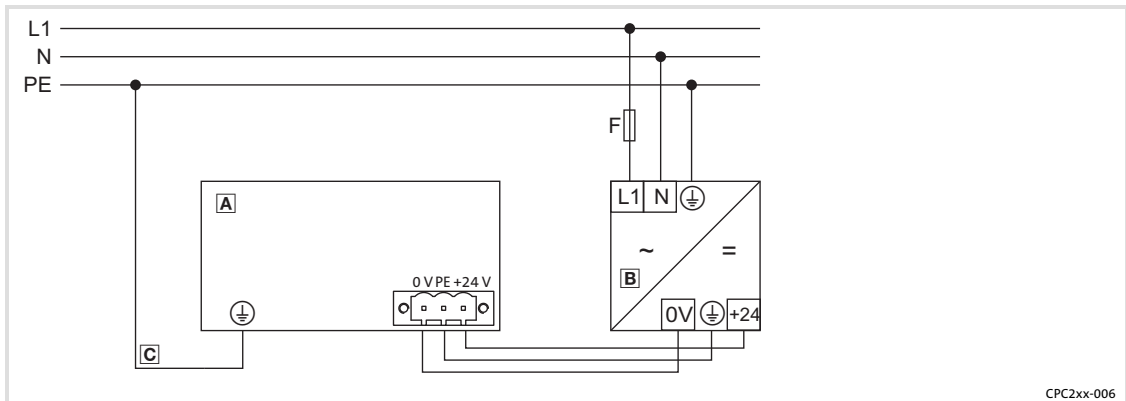 L1
N
PE
F
A
L1 N
~ =
B
0 V PE +24 V
0V +24
C
CPC2xx-006